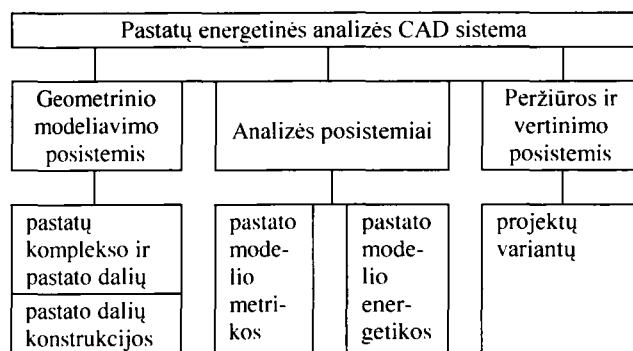 Pastatų energetinės analizės CAD sistema
Geometrinio
modeliavimo
posistemis
Analizės posistemiai
Peržiūros ir
vertinimo
posistemis
pastatų
komplekso ir
pastato dalių
pastato dalių
konstrukcijos
pastato
mode-
lio
metri-
kos
pastato
mode-
lio
ener-
getikos
projektų
variantų